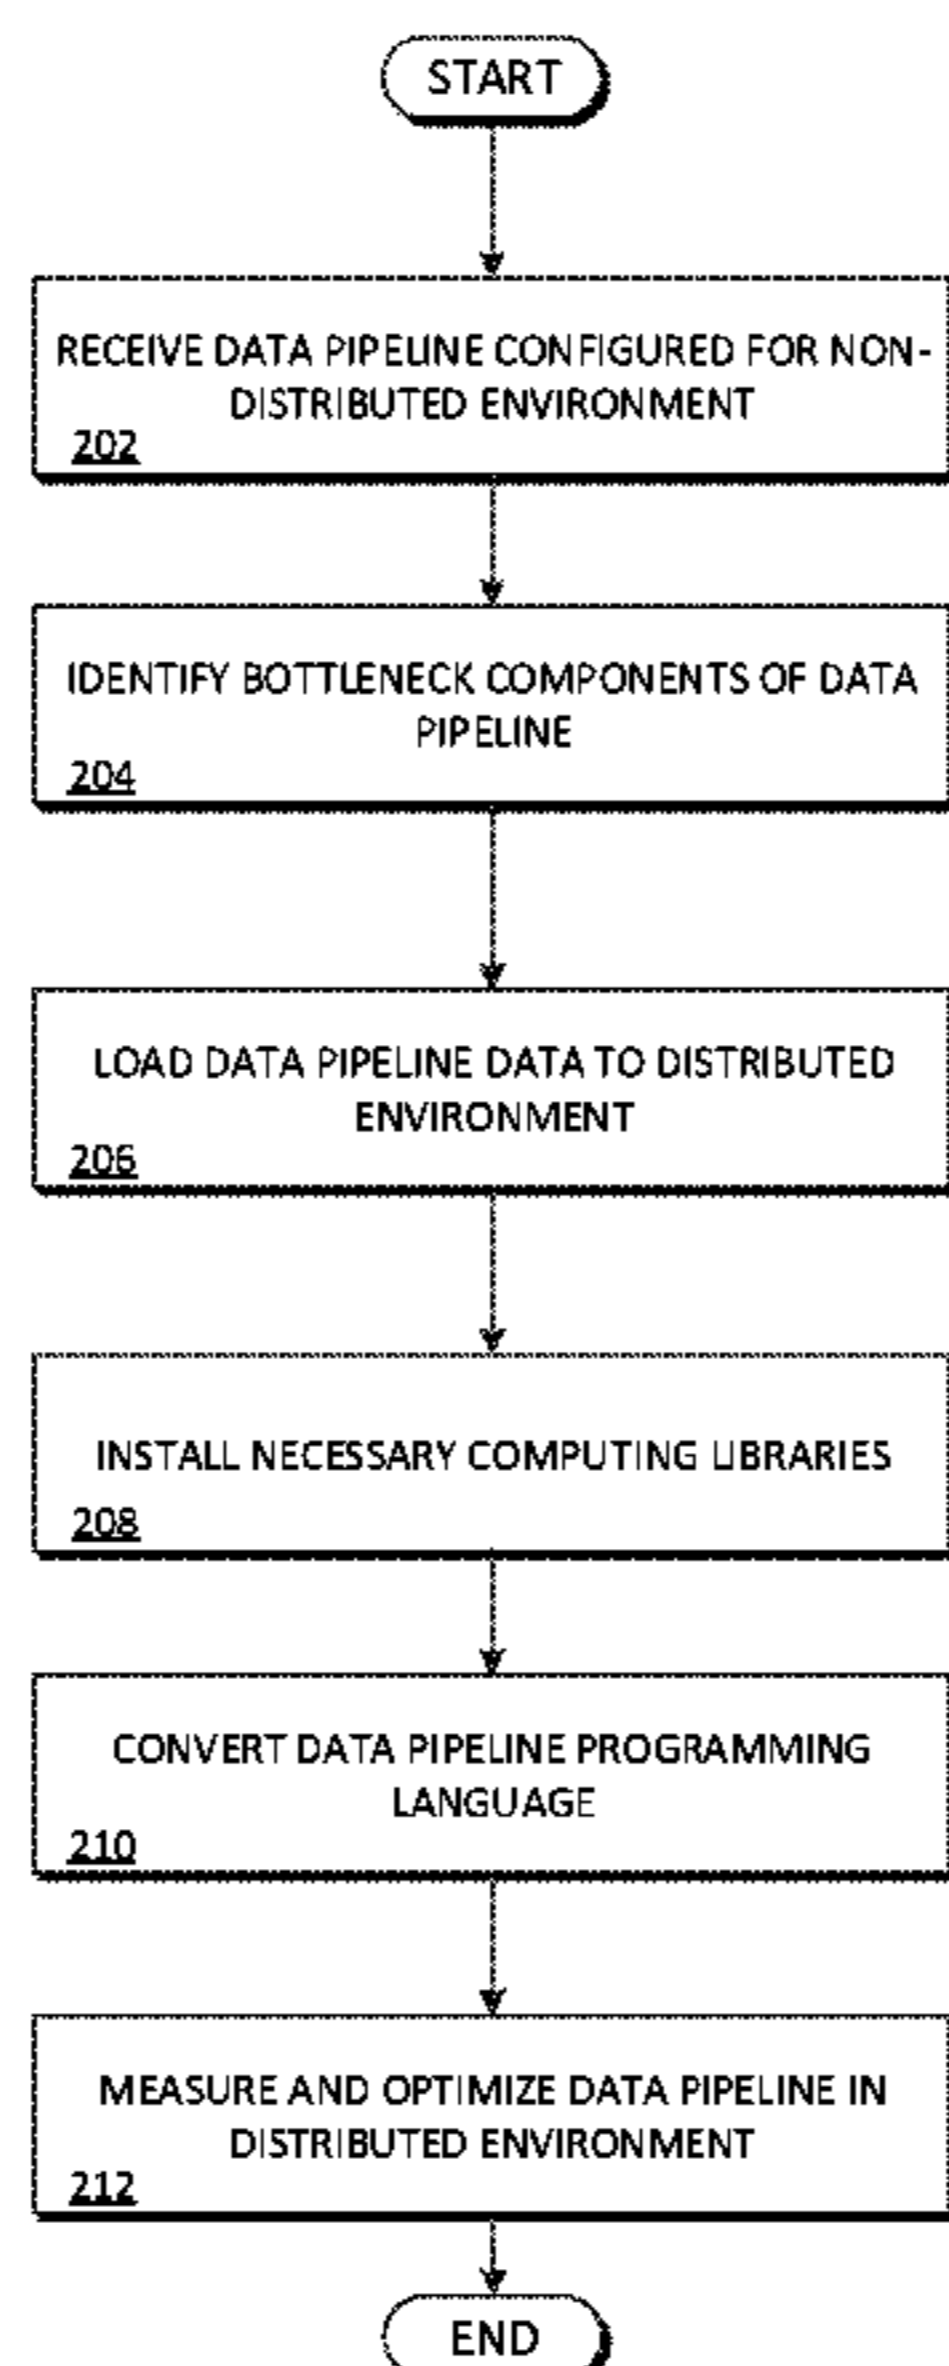 START
RECEIVE DATA PIPELINE CONFIGURED FOR NON-
DISTRIBUTED ENVIRONMENT
202
IDENTIFY BOTTLENECK COMPONENTS OF DATA
PIPELINE
204
LOAD DATA PIPELINE DATA TO DISTRIBUTED
ENVIRONMENT
206
INSTALL NECESSARY COMPUTING LIBRARIES
208
CONVERT DATA PIPELINE PROGRAMMING
LANGUAGE
210
MEASURE AND OPTIMIZE DATA PIPELINE IN
DISTRIBUTED ENVIRONMENT
212
END